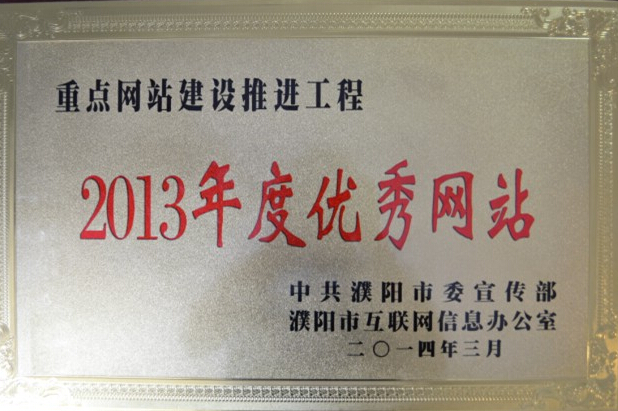 重点网站建设推进工程
2013年度优秀网站
中共濮阳市委宣传部
濮阳市互联网信息办公室
二〇一四年三月